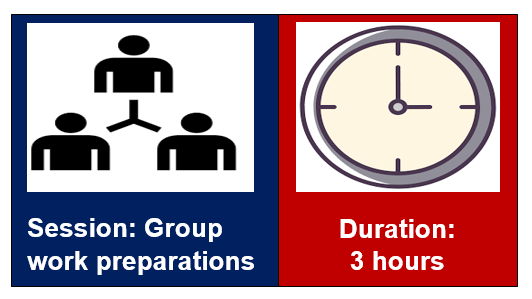 Session: Group
work preparations
Duration:
3 hours